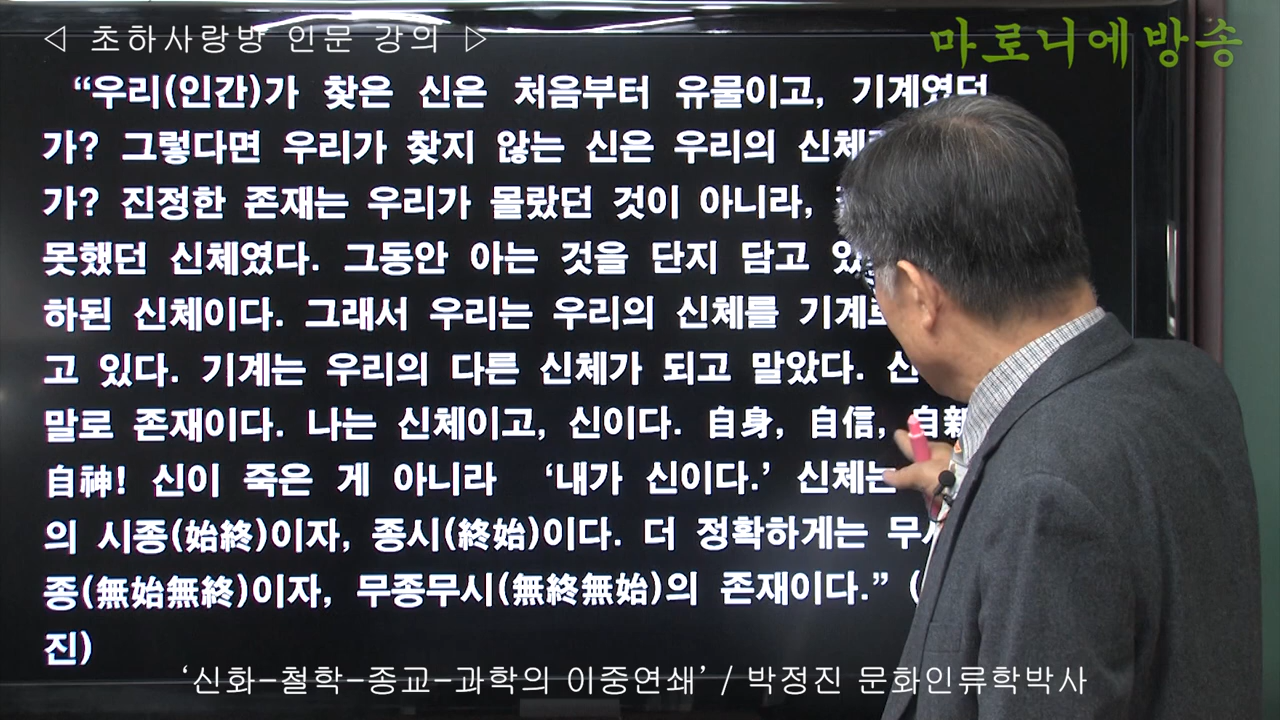 ◁ 초하사랑방 인문 강의 ▷
마로니에방송
“우리(인간)가 찾은 신은 처음부터 유물이고, 기계였던
가? 그렇다면 우리가 찾지 않는 신은 우리의
가? 진정한 존재는 우리가 몰랐던 것이 아니라,
못했던 신체였다. 그동안 아는 것을 단지 담고
하된 신체이다. 그래서 우리는 우리의 신체를
고 있다. 기계는 우리의 다른 신체가 되고 말았다.
말로 존재이다. 나는 신체이고, 신이다. 自身, 自信,
自神! 신이 죽은 게 아니라 ‘내가 신이다.’ 신체는
의 시종(始終)이자, 종시(終始)이다. 더 정확하게는
종(無始無終)이자, 무종무시(無終無始)의 존재이다.” (
진)
‘신화-철학-종교-과학의 이중연쇄’ / 박정진 문화인류학박사